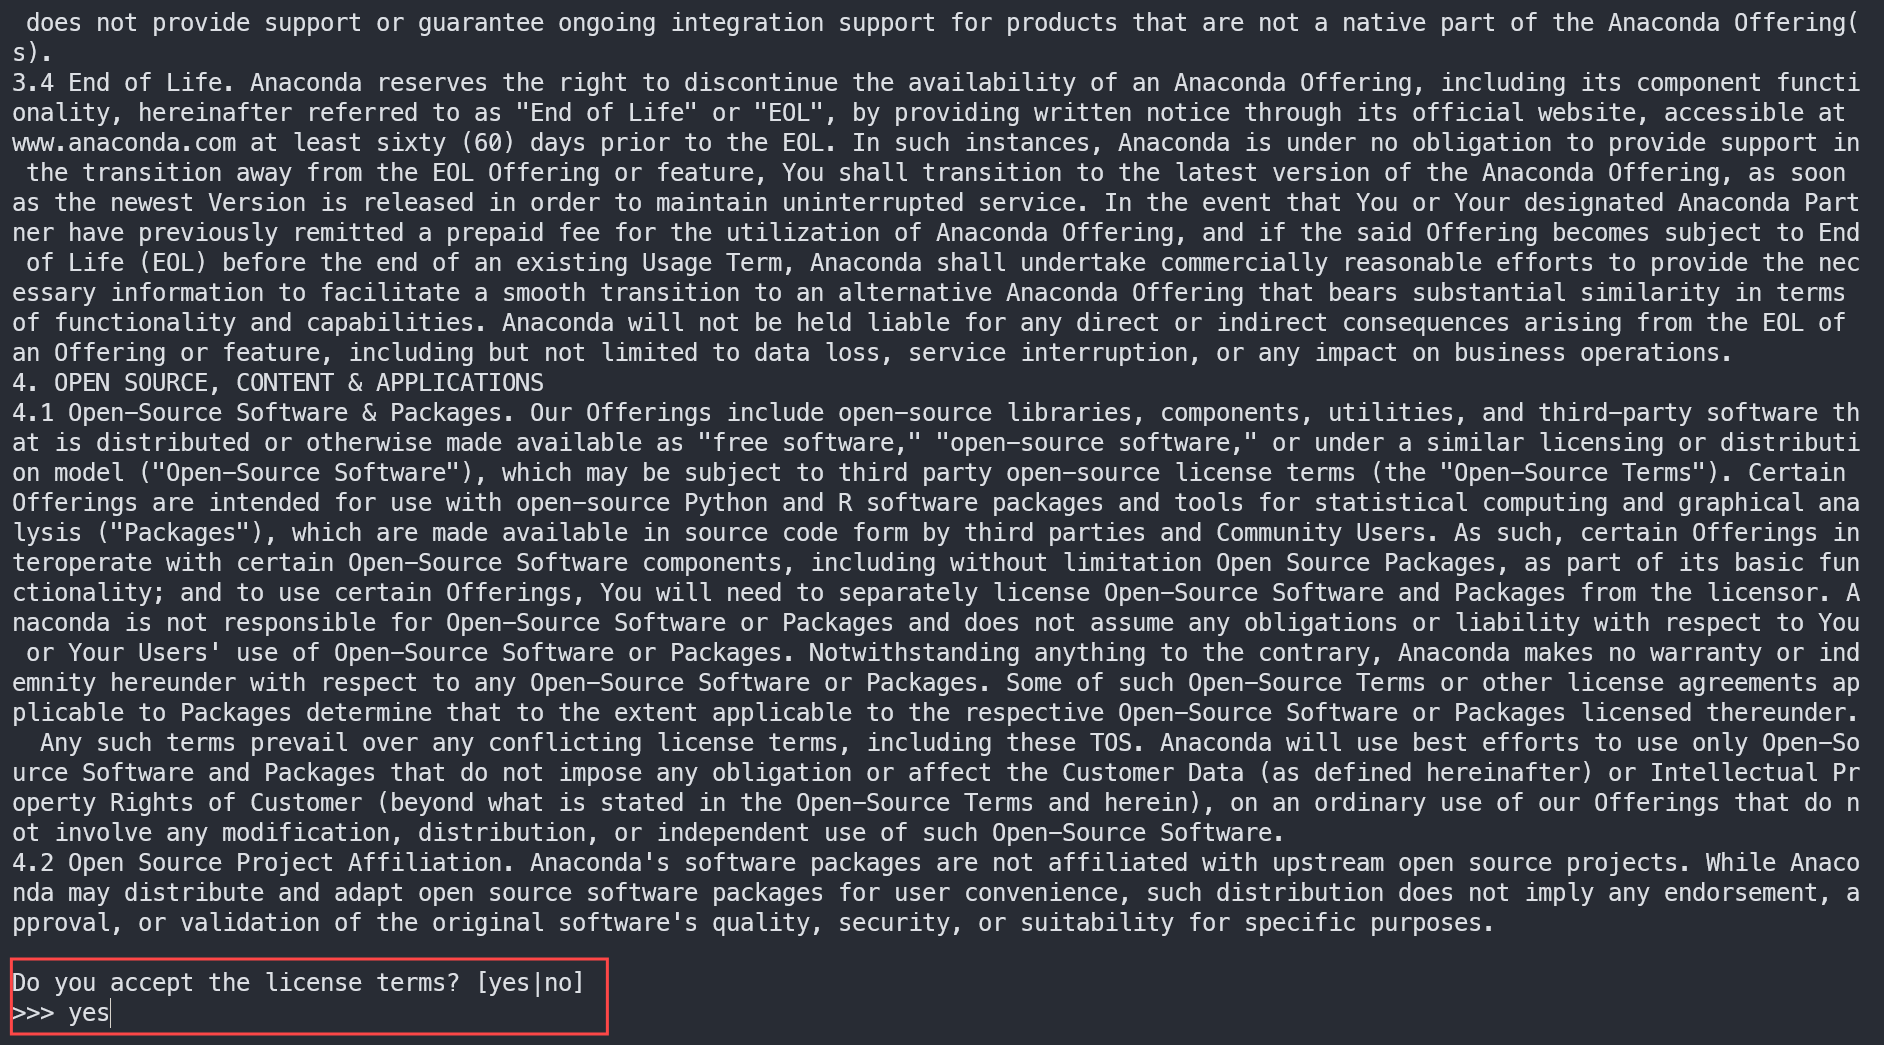 does not provide support or guarantee ongoing integration support for products that are not a native part of the Anaconda Offering(
s).
3.4 End of Life. Anaconda reserves the right to discontinue the availability of an Anaconda Offering, including its component functi
onality, hereinafter referred to as "End of Life" or "EOL", by providing written notice through its official website, accessible at
www.anaconda.com at least sixty (60) days prior to the EOL. In such instances, Anaconda is under no obligation to provide support in
 the transition away from the EOL Offering or feature, You shall transition to the latest version of the Anaconda Offering, as soon
as the newest Version is released in order to maintain uninterrupted service. In the event that You or Your designated Anaconda Part
ner have previously remitted a prepaid fee for the utilization of Anaconda Offering, and if the said Offering becomes subject to End
 of Life (EOL) before the end of an existing Usage Term, Anaconda shall undertake commercially reasonable efforts to provide the nec
essary information to facilitate a smooth transition to an alternative Anaconda Offering that bears substantial similarity in terms
of functionality and capabilities. Anaconda will not be held liable for any direct or indirect consequences arising from the EOL of
an Offering or feature, including but not limited to data loss, service interruption, or any impact on business operations.
4. OPEN SOURCE, CONTENT & APPLICATIONS
4.1 Open-Source Software & Packages. Our Offerings include open-source libraries, components, utilities, and third-party software th
at is distributed or otherwise made available as "free software," "open-source software," or under a similar licensing or distributi
on model ("Open-Source Software"), which may be subject to third party open-source license terms (the "Open-Source Terms"). Certain
Offerings are intended for use with open-source Python and R software packages and tools for statistical computing and graphical ana
lysis ("Packages"), which are made available in source code form by third parties and Community Users. As such, certain Offerings in
teroperate with certain Open-Source Software components, including without limitation Open Source Packages, as part of its basic fun
ctionality; and to use certain Offerings, You will need to separately license Open-Source Software and Packages from the licensor. A
naconda is not responsible for Open-Source Software or Packages and does not assume any obligations or liability with respect to You
 or Your Users' use of Open-Source Software or Packages. Notwithstanding anything to the contrary, Anaconda makes no warranty or ind
emnity hereunder with respect to any Open-Source Software or Packages. Some of such Open-Source Terms or other license agreements ap
plicable to Packages determine that to the extent applicable to the respective Open-Source Software or Packages licensed thereunder.
  Any such terms prevail over any conflicting license terms, including these TOS. Anaconda will use best efforts to use only Open-So
urce Software and Packages that do not impose any obligation or affect the Customer Data (as defined hereinafter) or Intellectual Pr
operty Rights of Customer (beyond what is stated in the Open-Source Terms and herein), on an ordinary use of our Offerings that do n
ot involve any modification, distribution, or independent use of such Open-Source Software.
4.2 Open Source Project Affiliation. Anaconda's software packages are not affiliated with upstream open source projects. While Anaco
nda may distribute and adapt open source software packages for user convenience, such distribution does not imply any endorsement, a
pproval, or validation of the original software's quality, security, or suitability for specific purposes.
Do you accept the license terms? [yes|no]
>>> yes